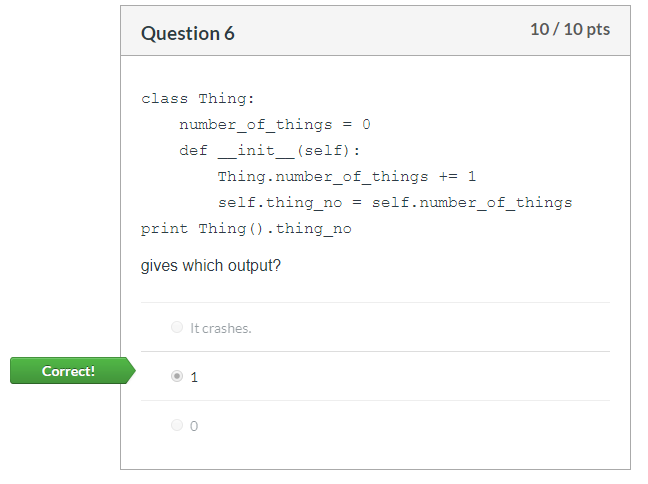 Question 6
10 / 10 pts
class Thing:
    number_of_things = 0
    def __init__(self):
        Thing.number_of_things += 1
        self.thing_no = self.number_of_things
print Thing().thing_no
gives which output?
It crashes.
Correct!
1
0